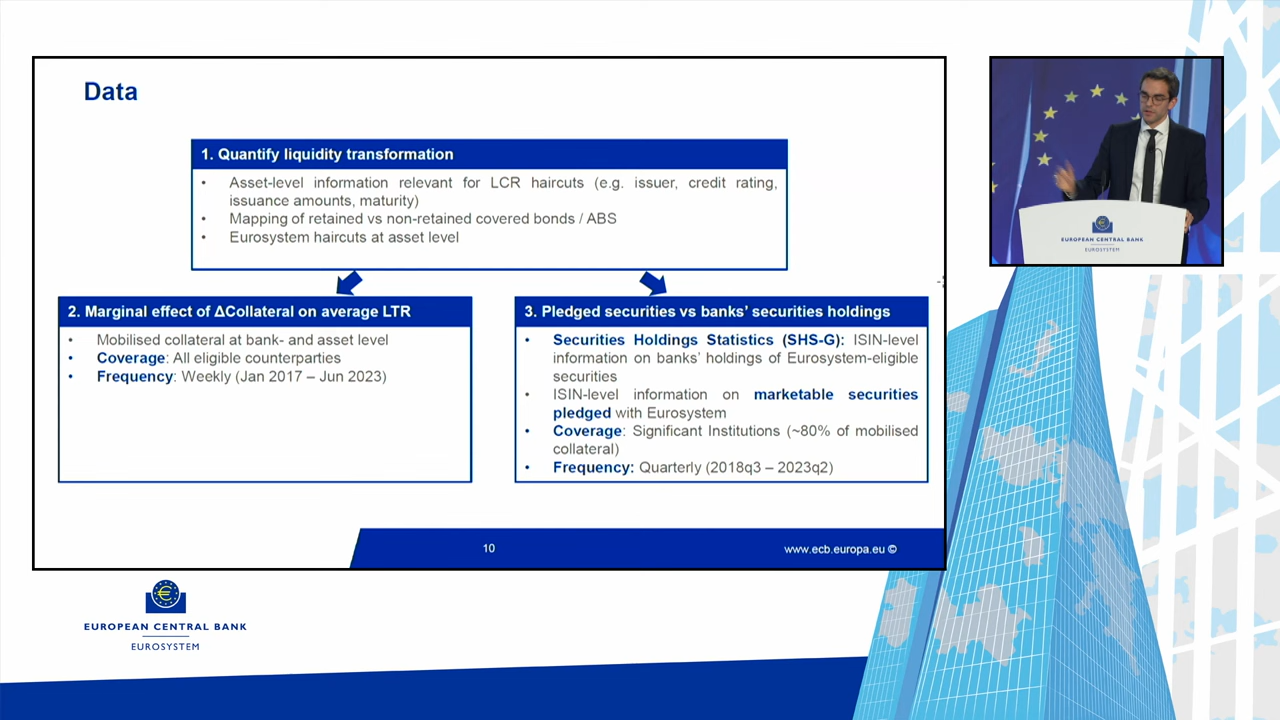 Data
1. Quantify liquidity transformation
• Asset-level information relevant for LCR haircuts (e.g. issuer, credit rating,
issuance amounts, maturity)
• Mapping of retained vs non-retained covered bonds / ABS
• Eurosystem haircuts at asset level
2. Marginal effect of ΔCollateral on average LTR
• Mobilised collateral at bank- and asset level
• Coverage: All eligible counterparties
• Frequency: Weekly (Jan 2017 – Jun 2023)
3. Pledged securities vs banks' securities holdings
• Securities Holdings Statistics (SHS-G): ISIN-level
information on banks' holdings of Eurosystem-eligible
securities
• ISIN-level information on marketable securities
pledged with Eurosystem
• Coverage: Significant Institutions (~80% of mobilised
collateral)
• Frequency: Quarterly (2018q3 – 2023q2)
10
www.ecb.europa.eu ©
EUROPEAN CENTRAL BANK
EUROSYSTEM
EUROPEAN CENTRAL BANK
EUROSYSTEM